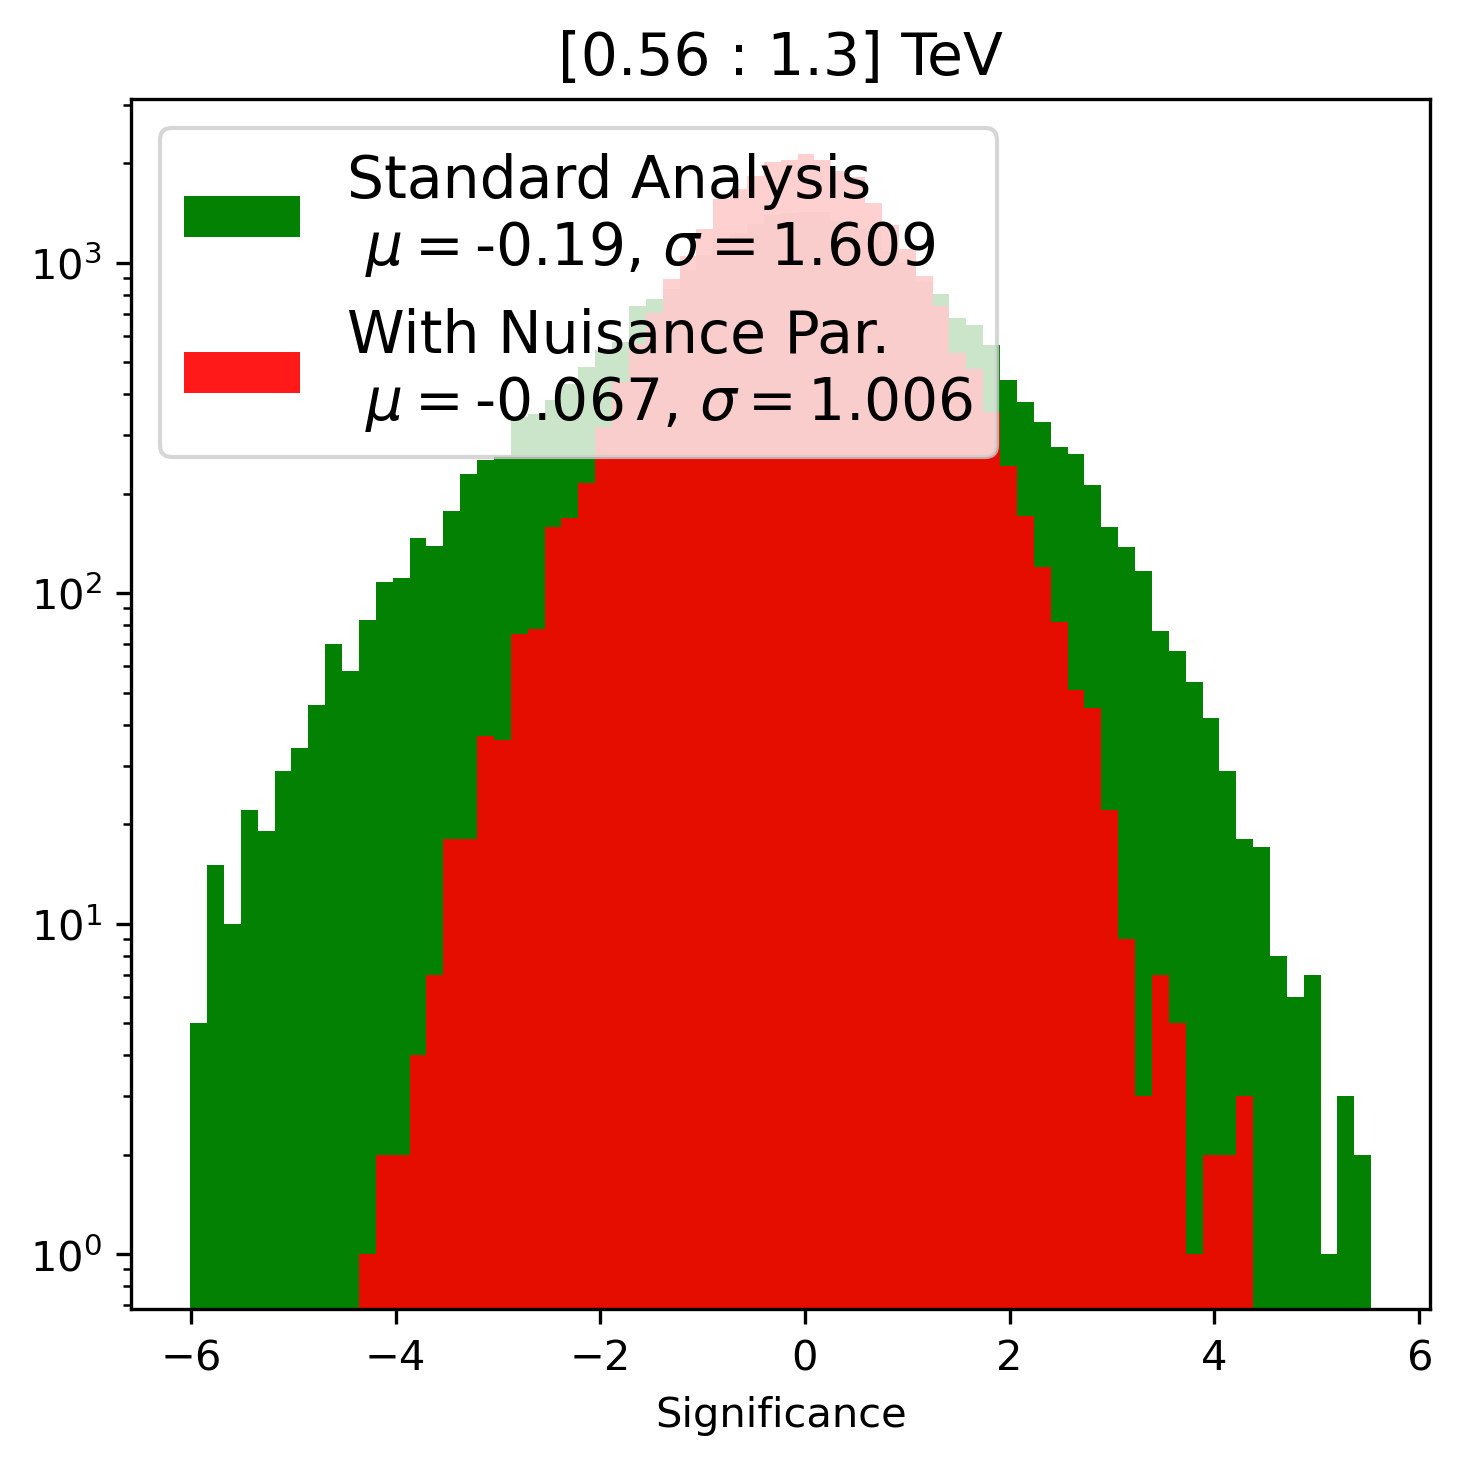 [0.56 : 1.3] TeV
Standard Analysis
μ = -0.19, σ = 1.609
With Nuisance Par.
μ = -0.067, σ = 1.006
10³
10²
10¹
10⁰
−6 −4 −2 0 2 4 6
Significance